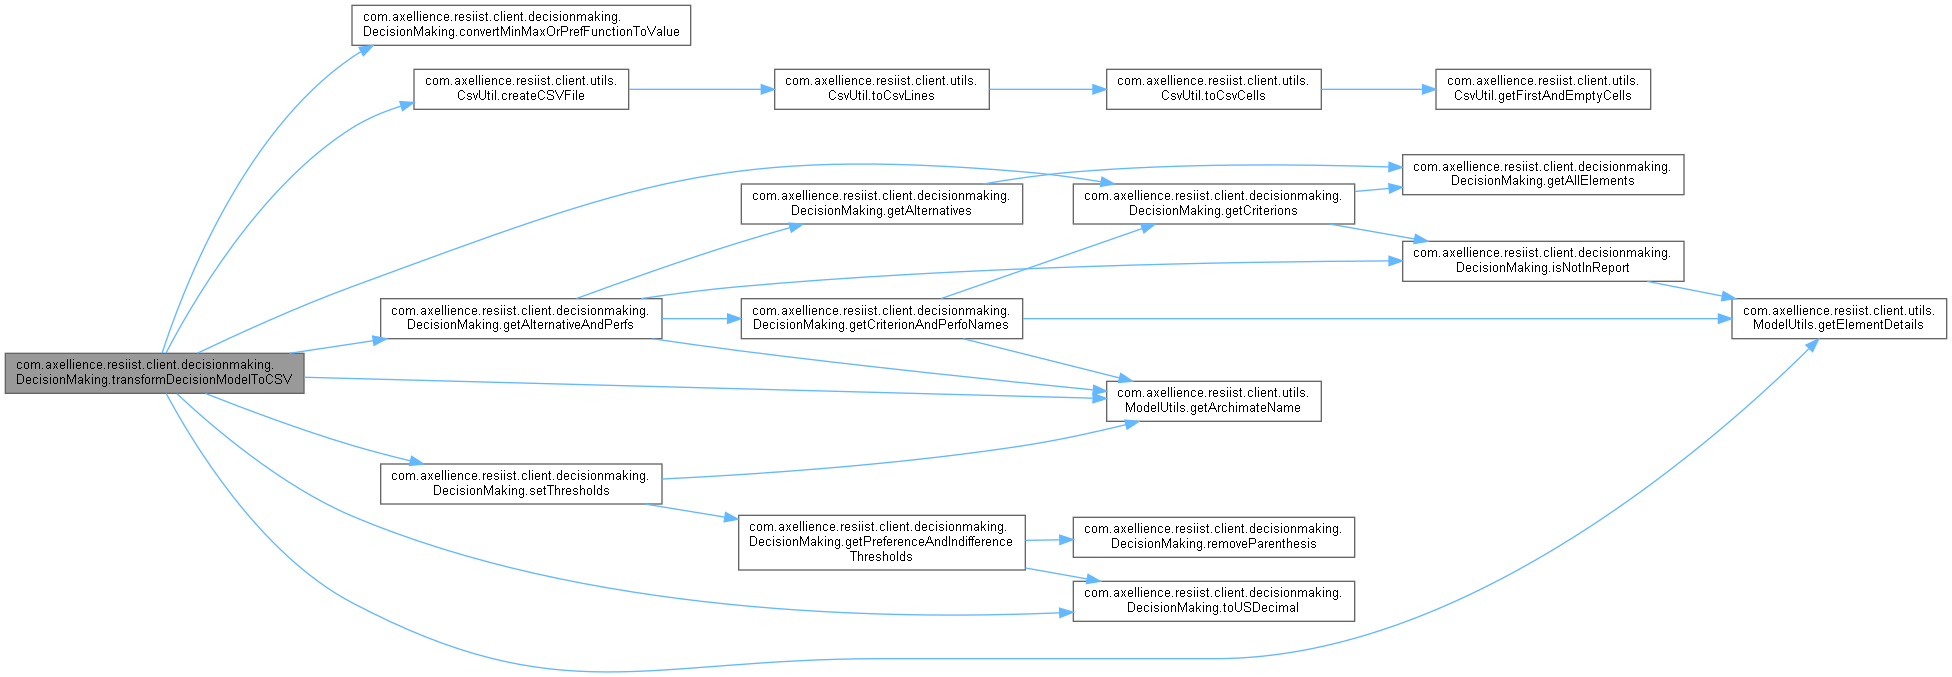 com.axellience.resiist.client.decisionmaking.
DecisionMaking.convertMinMaxOrPrefFunctionToValue
com.axellience.resiist.client.utils.
CsvUtil.createCSVFile
com.axellience.resiist.client.utils.
CsvUtil.toCsvLines
com.axellience.resiist.client.utils.
CsvUtil.toCsvCells
com.axellience.resiist.client.utils.
CsvUtil.getFirstAndEmptyCells
com.axellience.resiist.client.decisionmaking.
DecisionMaking.getAllElements
com.axellience.resiist.client.decisionmaking.
DecisionMaking.getAlternatives
com.axellience.resiist.client.decisionmaking.
DecisionMaking.getCriterions
com.axellience.resiist.client.decisionmaking.
DecisionMaking.isNotInReport
com.axellience.resiist.client.decisionmaking.
DecisionMaking.getAlternativeAndPerfs
com.axellience.resiist.client.decisionmaking.
DecisionMaking.getCriterionAndPerfoNames
com.axellience.resiist.client.utils.
ModelUtils.getElementDetails
com.axellience.resiist.client.decisionmaking.
DecisionMaking.transformDecisionModelToCSV
com.axellience.resiist.client.utils.
ModelUtils.getArchimateName
com.axellience.resiist.client.decisionmaking.
DecisionMaking.setThresholds
com.axellience.resiist.client.decisionmaking.
DecisionMaking.getPreferenceAndIndifference
Thresholds
com.axellience.resiist.client.decisionmaking.
DecisionMaking.removeParenthesis
com.axellience.resiist.client.decisionmaking.
DecisionMaking.toUSDecimal